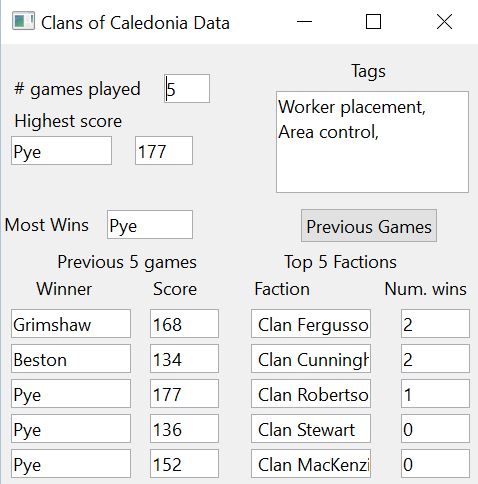 Clans of Caledonia Data
Tags
# games played 5
Worker placement,
Area control,
Highest score
Pye 177
Most Wins Pye
Previous Games
Previous 5 games Top 5 Factions
Winner Score Faction Num. wins
Grimshaw 168 Clan Fergusso 2
Beston 134 Clan Cunningh 2
Pye 177 Clan Robertso 1
Pye 136 Clan Stewart 0
Pye 152 Clan MacKenzi 0